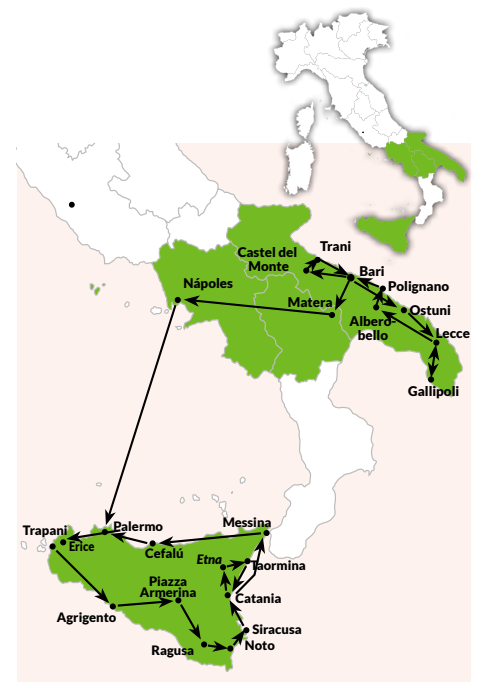 Trani
Castel del
Monte
Bari
Nápoles
Polignano
Matera
Ostuni
Albero-
bello
Lecce
Gallipoli
Messina
Trapani
Palermo
Erice
Cefalú
Etna
Taormina
Piazza
Armerina
Catania
Agrigento
Siracusa
Ragusa
Noto